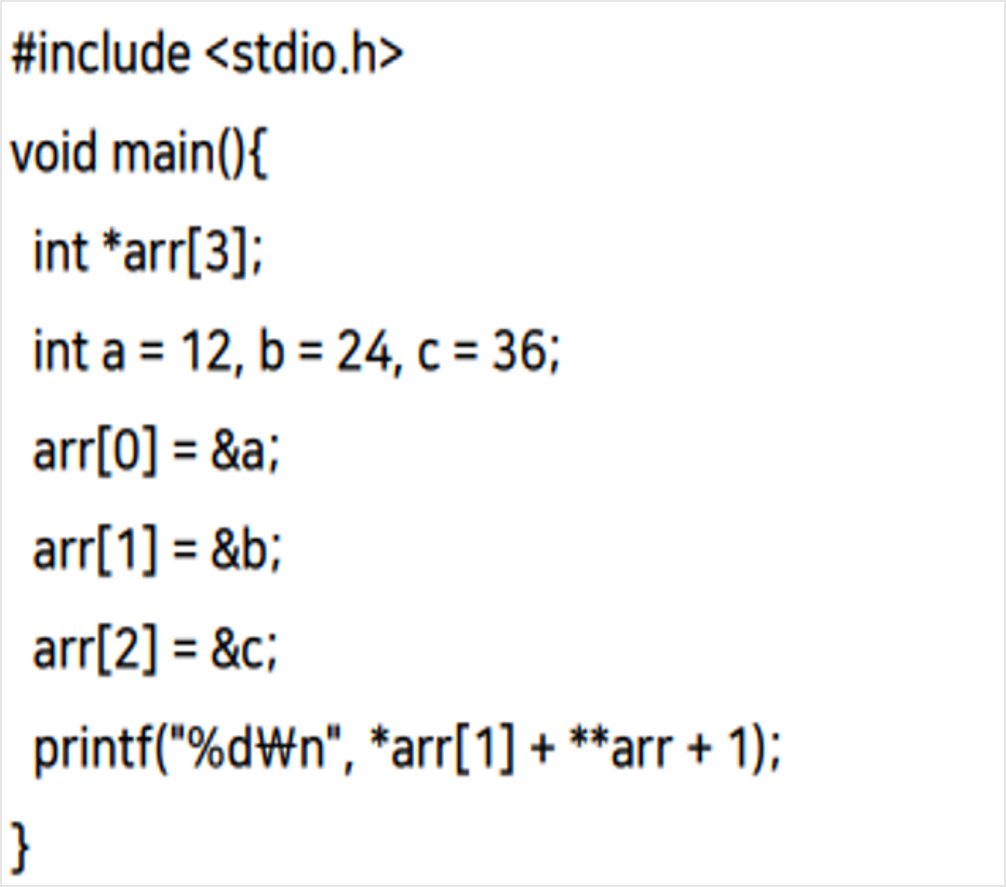 #include <stdio.h>
void main(){
int *arr[3];
int a = 12, b = 24, c = 36;
arr[0] = &a;
arr[1] = &b;
arr[2] = &c;
printf("%d₩n", *arr[1] + **arr + 1);
}